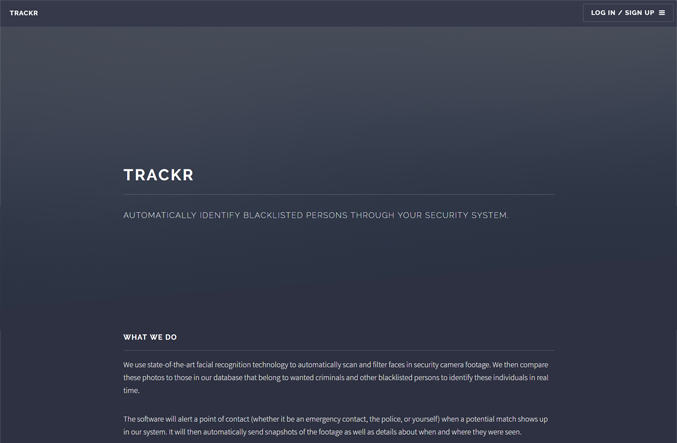 TRACKR
LOG IN / SIGN UP
TRACKR
AUTOMATICALLY IDENTIFY BLACKLISTED PERSONS THROUGH YOUR SECURITY SYSTEM.
WHAT WE DO
We use state-of-the-art facial recognition technology to automatically scan and filter faces in security camera footage. We then compare
these photos to those in our database that belong to wanted criminals and other blacklisted persons to identify these individuals in real
time.
The software will alert a point of contact (whether it be an emergency contact, the police, or yourself) when a potential match shows up
in our system. It will then automatically send snapshots of the footage as well as details about when and where they were seen.